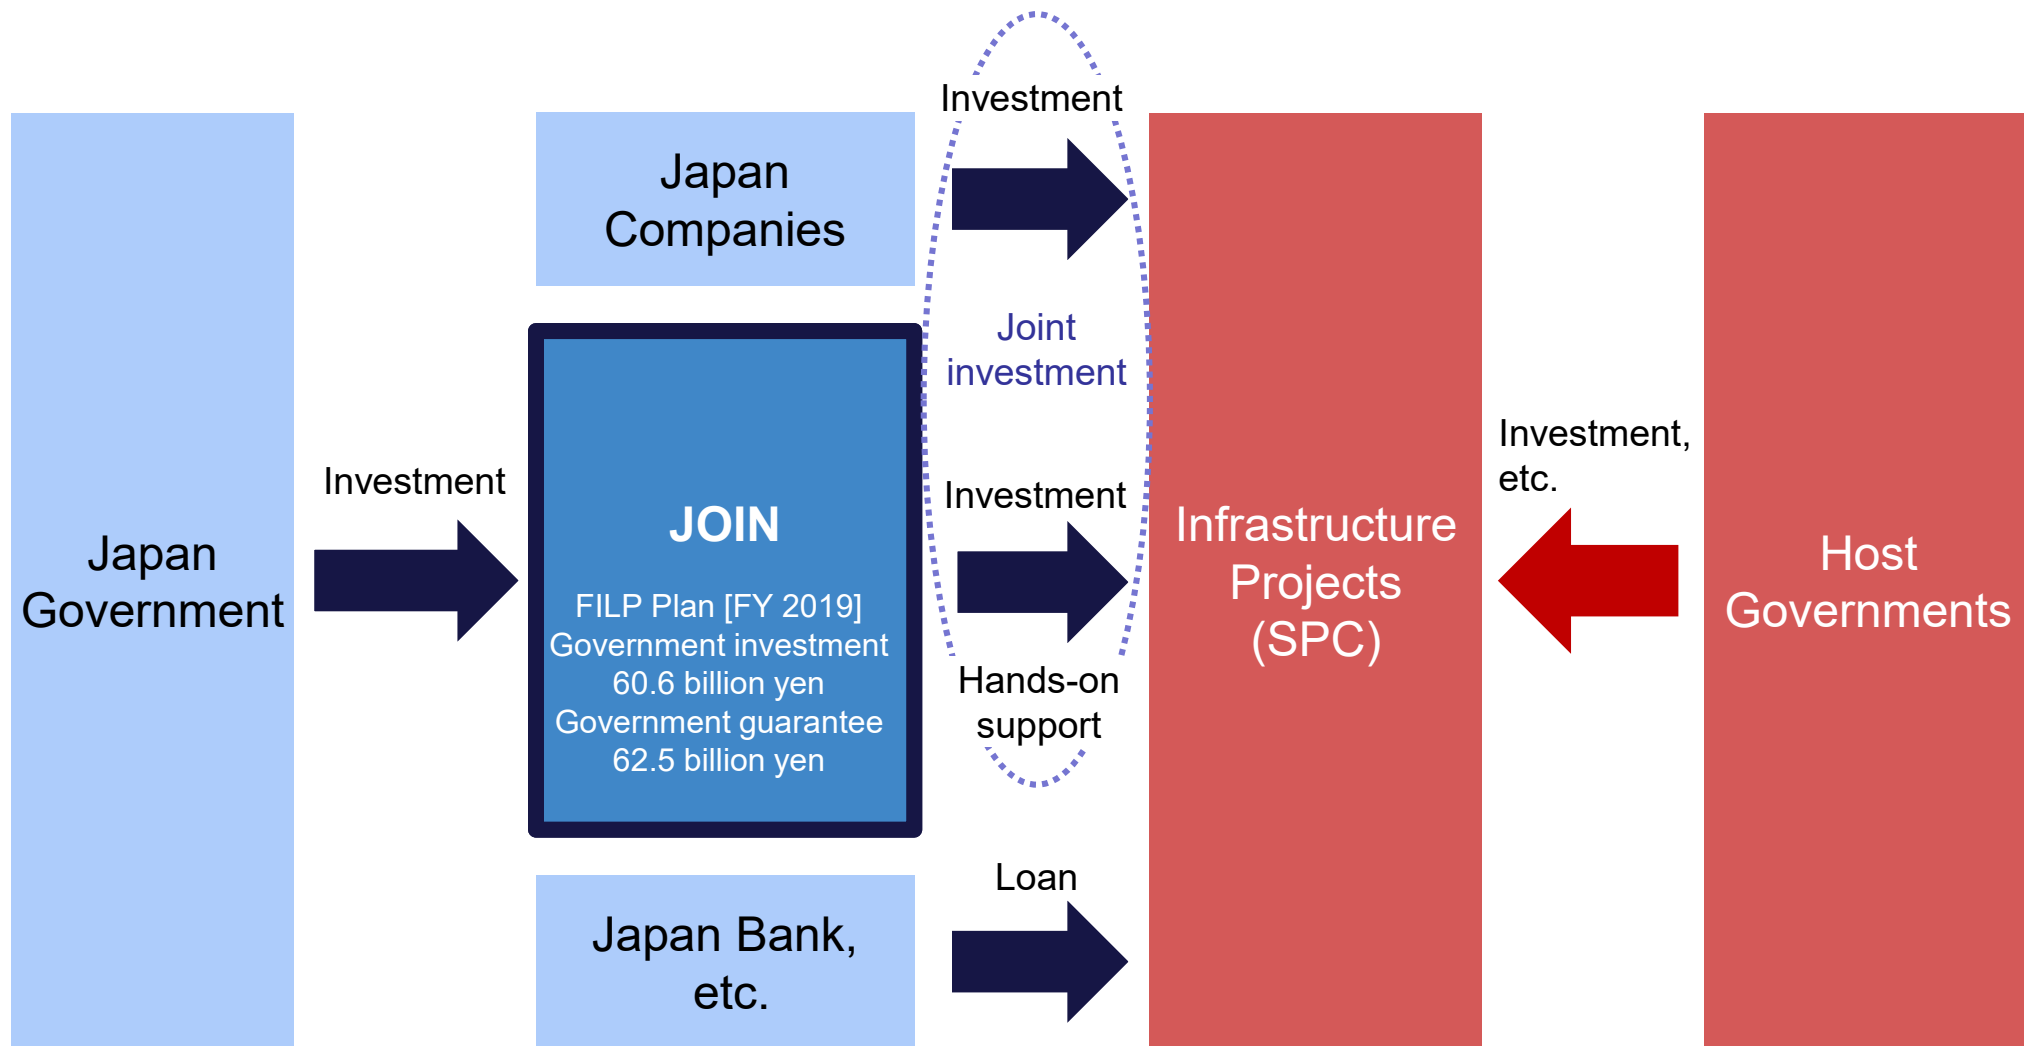 Japan
Government
Investment
Japan
Companies
JOIN
FILP Plan [FY 2019]
Government investment
60.6 billion yen
Government guarantee
62.5 billion yen
Japan Bank,
etc.
Investment
Joint
investment
Investment
Hands-on
support
Loan
Infrastructure
Projects
(SPC)
Investment,
etc.
Host
Governments